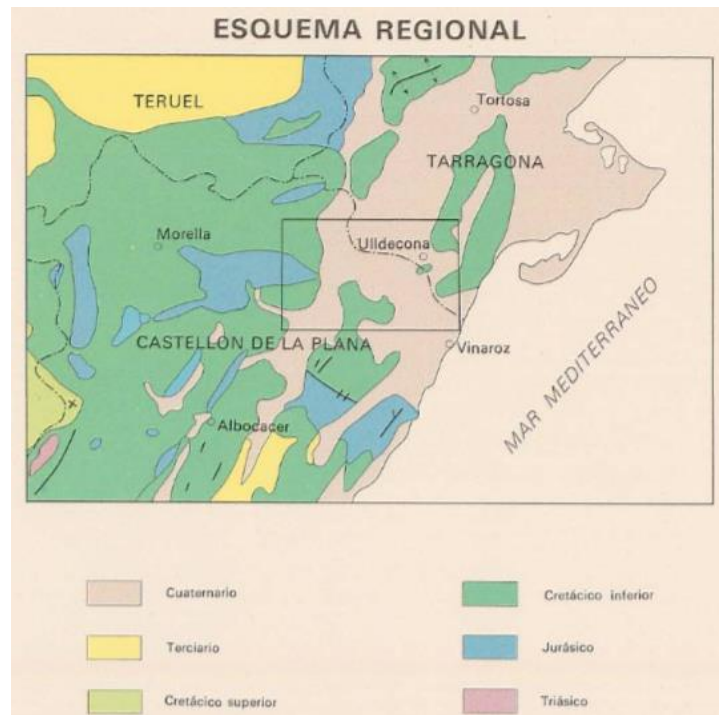 ESQUEMA REGIONAL
TERUEL
Tortosa
TARRAGONA
Morella
Ulldecona
CASTELLÓN DE LA PLANA
Vinaroz
MAR MEDITERRANEO
Albocacer
Cuaternario
Cretácico inferior
Terciario
Jurásico
Cretácico superior
Triásico